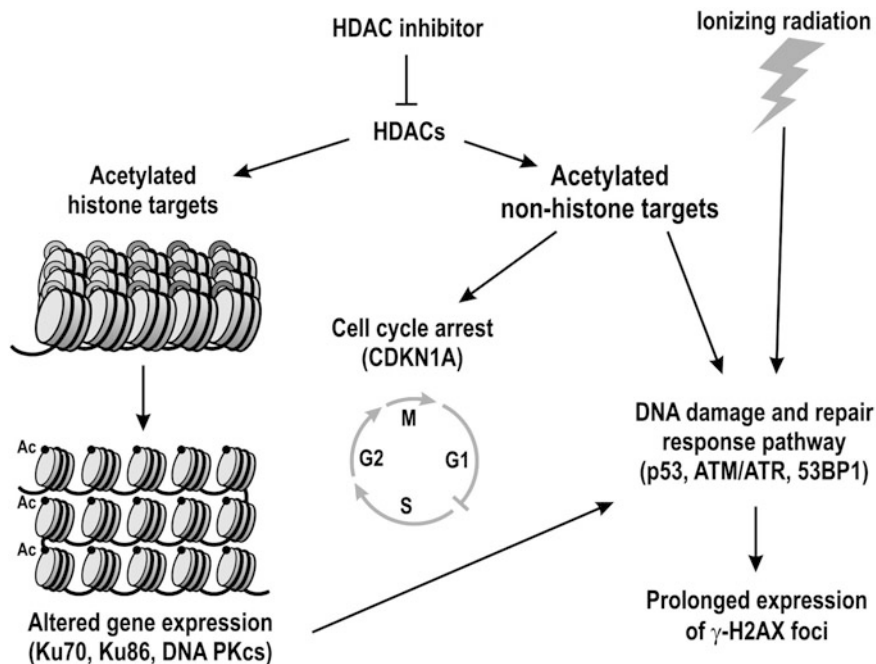 HDAC inhibitor
Ionizing radiation
HDACs
Acetylated
histone targets
Acetylated
non-histone targets
Cell cycle arrest
(CDKN1A)
M
G2
G1
S
DNA damage and repair
response pathway
(p53, ATM/ATR, 53BP1)
Ac
Ac
Ac
Altered gene expression
(Ku70, Ku86, DNA PKcs)
Prolonged expression
of γ-H2AX foci